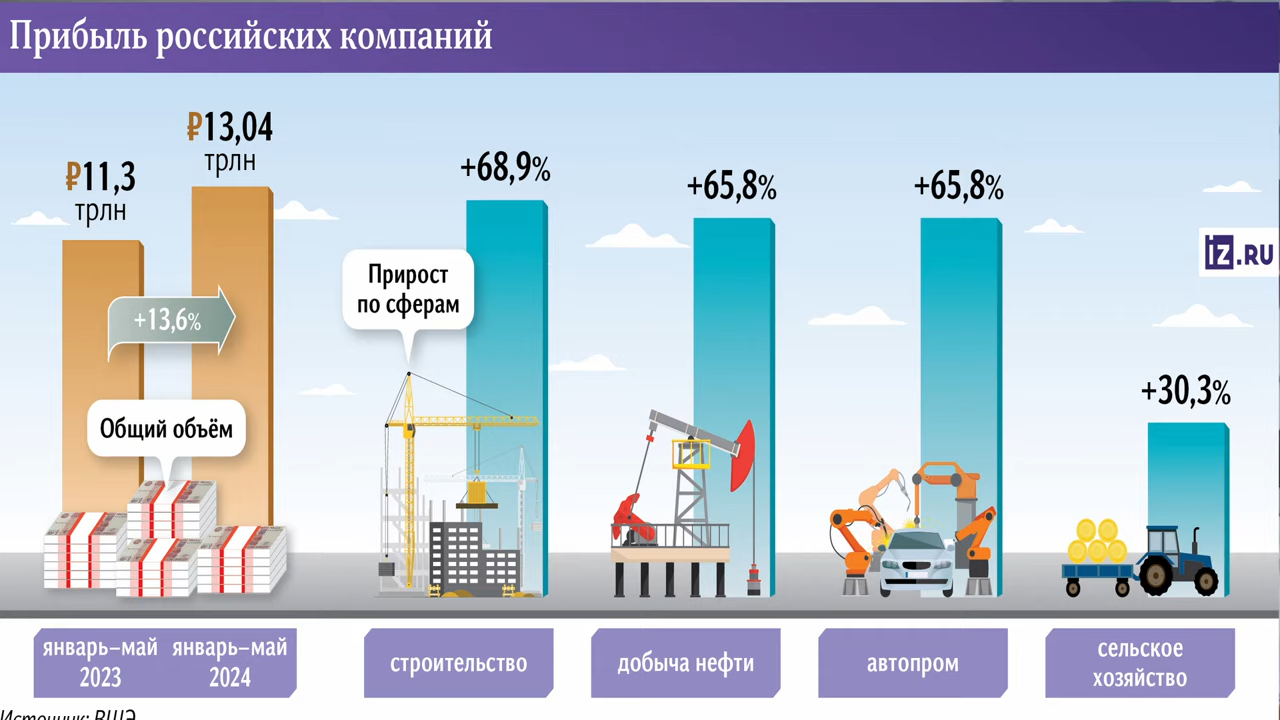 Прибыль российских компаний
₽11,3
трлн
₽13,04
трлн
+13,6%
Общий объём
Прирост
по сферам
+68,9%
+65,8%
+65,8%
+30,3%
IZ.RU
январь–май
2023
январь–май
2024
строительство
добыча нефти
автопром
сельское
хозяйство
Источник: ВШЭ